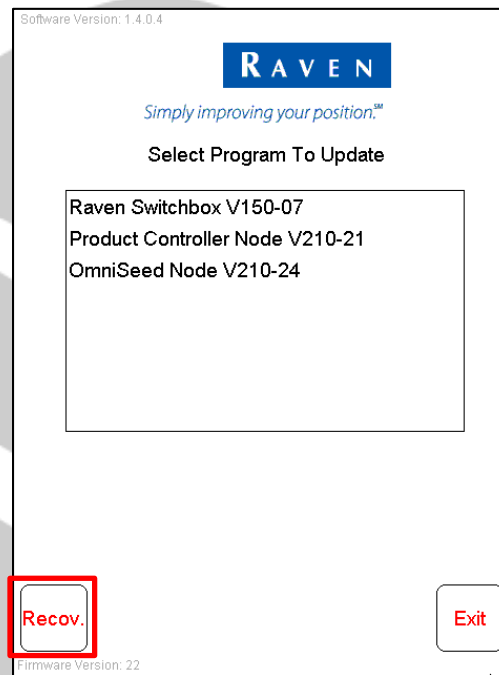 Software Version: 1.4.0.4
RAVEN
Simply improving your position.℠
Select Program To Update
Raven Switchbox V150-07
Product Controller Node V210-21
OmniSeed Node V210-24
Recov.
Exit
Firmware Version: 22